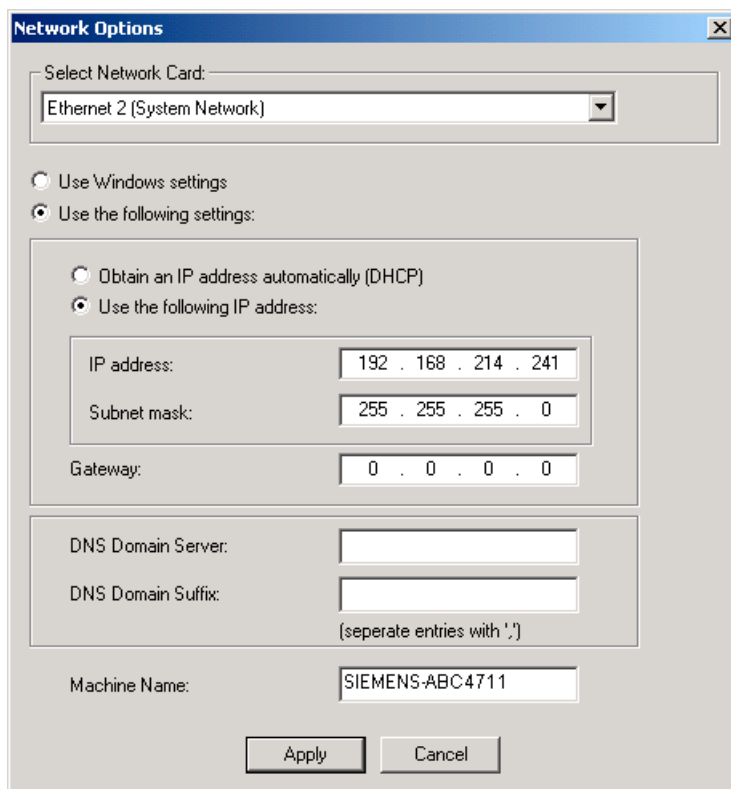 Network Options
Select Network Card:
Ethernet 2 (System Network)
Use Windows settings
Use the following settings:
Obtain an IP address automatically (DHCP)
Use the following IP address:
IP address: 192 . 168 . 214 . 241
Subnet mask: 255 . 255 . 255 . 0
Gateway: 0 . 0 . 0 . 0
DNS Domain Server:
DNS Domain Suffix:
(seperate entries with ',')
Machine Name: SIEMENS-ABC4711
Apply Cancel